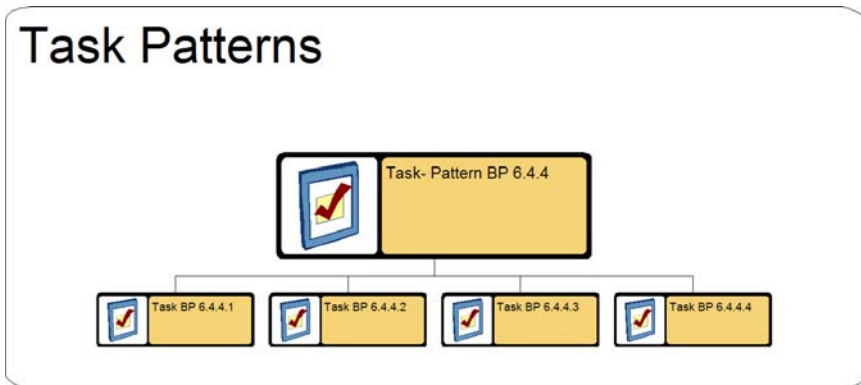 Task Patterns
Task- Pattern BP 6.4.4
Task BP 6.4.4.1
Task BP 6.4.4.2
Task BP 6.4.4.3
Task BP 6.4.4.4